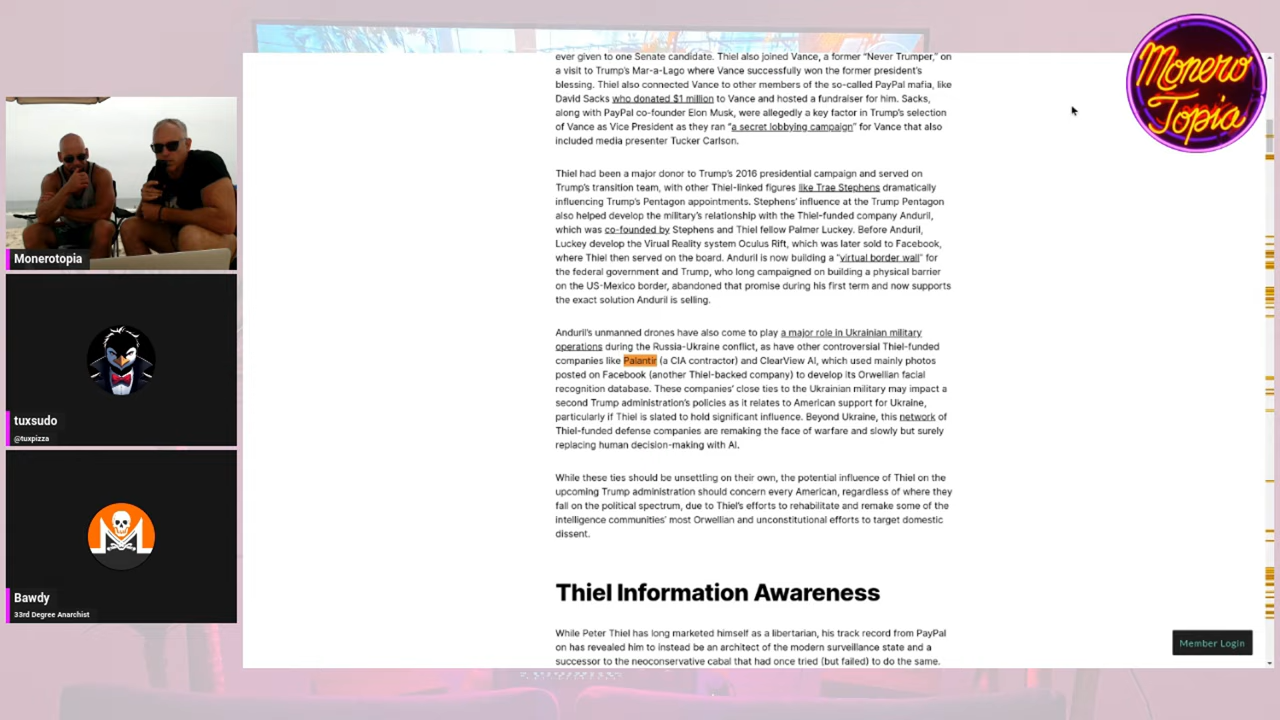 Monero
Topia
Monerotopia
tuxsudo
@tuxpizza
Bawdy
33rd Degree Anarchist
ever given to one Senate candidate. Thiel also joined Vance, a former “Never Trumper,” on
a visit to Trump’s Mar-a-Lago where Vance successfully won the former president’s
blessing. Thiel also connected Vance to other members of the so-called PayPal mafia, like
David Sacks who donated $1 million to Vance and hosted a fundraiser for him. Sacks,
along with PayPal co-founder Elon Musk, were allegedly a key factor in Trump’s selection
of Vance as Vice President as they ran “a secret lobbying campaign” for Vance that also
included media presenter Tucker Carlson.
Thiel had been a major donor to Trump’s 2016 presidential campaign and served on
Trump’s transition team, with other Thiel-linked figures like Trae Stephens dramatically
influencing Trump’s Pentagon appointments. Stephens’ influence at the Trump Pentagon
also helped develop the military’s relationship with the Thiel-funded company Anduril,
which was co-founded by Stephens and Thiel fellow Palmer Luckey. Before Anduril,
Luckey develop the Virual Reality system Oculus Rift, which was later sold to Facebook,
where Thiel then served on the board. Anduril is now building a “virtual border wall” for
the federal government and Trump, who long campaigned on building a physical barrier
on the US-Mexico border, abandoned that promise during his first term and now supports
the exact solution Anduril is selling.
Anduril’s unmanned drones have also come to play a major role in Ukrainian military
operations during the Russia-Ukraine conflict, as have other controversial Thiel-funded
companies like Palantir (a CIA contractor) and ClearView AI, which used mainly photos
posted on Facebook (another Thiel-backed company) to develop its Orwellian facial
recognition database. These companies’ close ties to the Ukrainian military may impact a
second Trump administration’s policies as it relates to American support for Ukraine,
particularly if Thiel is slated to hold significant influence. Beyond Ukraine, this network of
Thiel-funded defense companies are remaking the face of warfare and slowly but surely
replacing human decision-making with AI.
While these ties should be unsettling on their own, the potential influence of Thiel on the
upcoming Trump administration should concern every American, regardless of where they
fall on the political spectrum, due to Thiel’s efforts to rehabilitate and remake some of the
intelligence communities’ most Orwellian and unconstitutional efforts to target domestic
dissent.
Thiel Information Awareness
While Peter Thiel has long marketed himself as a libertarian, his track record from PayPal
on has revealed him to instead be an architect of the modern surveillance state and a
successor to the neoconservative cabal that had once tried (but failed) to do the same.
Member Login